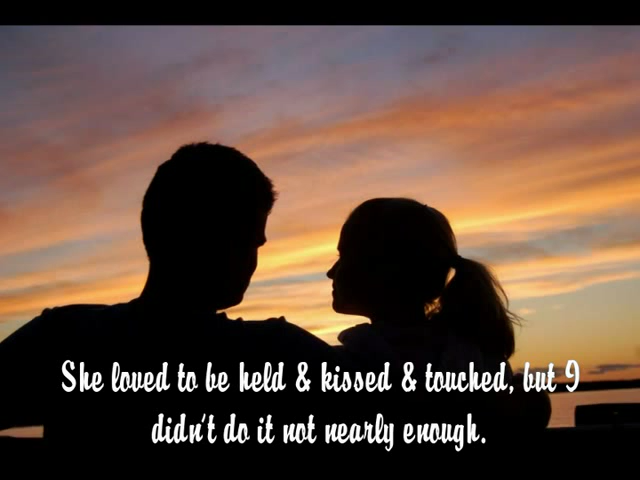 She loved to be held & kissed & touched, but I
didn't do it not nearly enough.